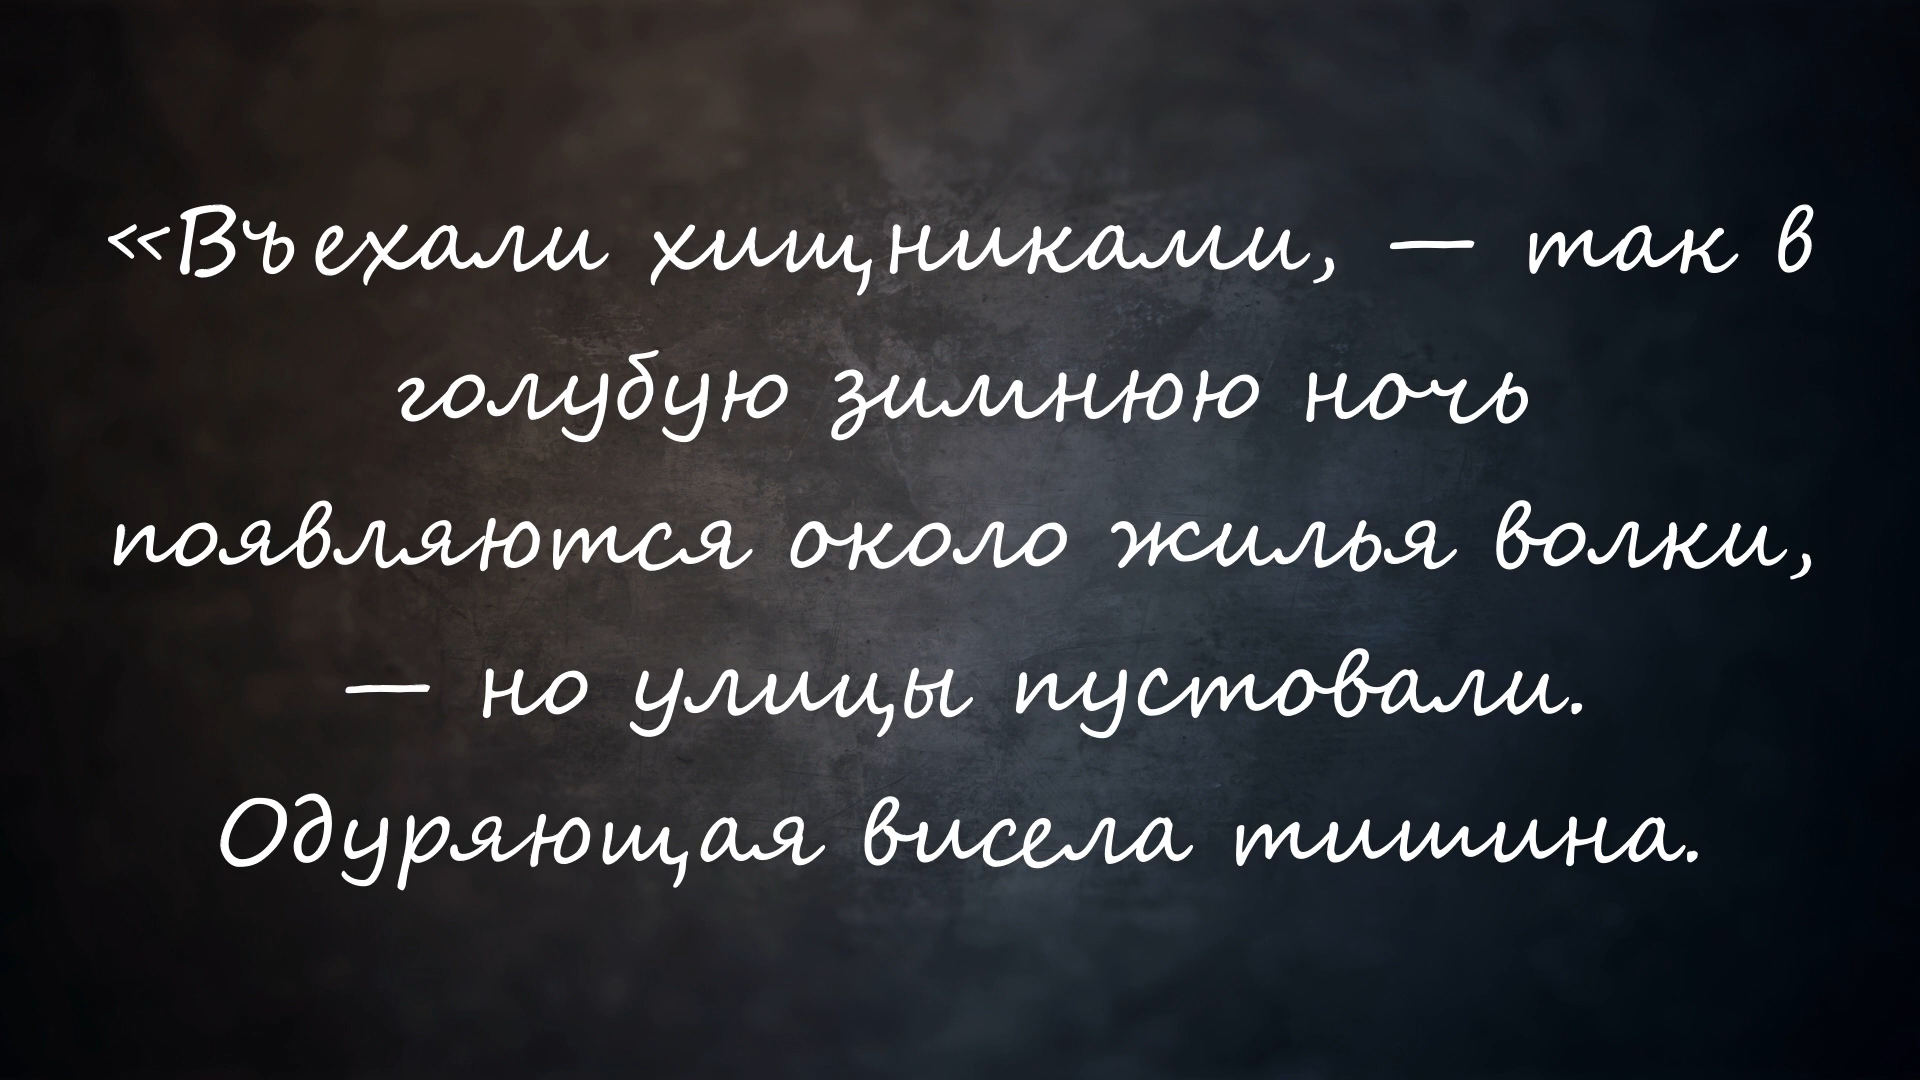 «Въехали хищниками, — так в
голубую зимнюю ночь
появляются около жилья волки,
— но улицы пустовали.
Одуряющая висела тишина.